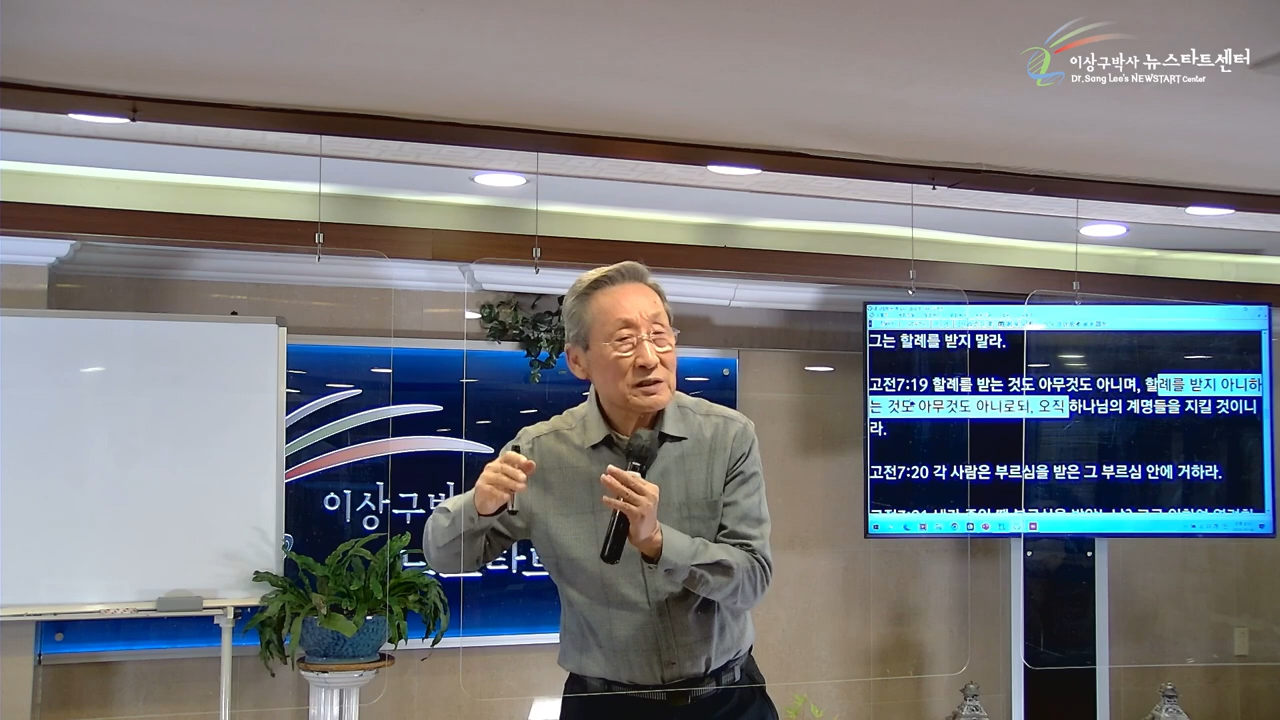 이상구박사 뉴스타트센터
Dr. Sang Lee's NEWSTART Center
그는 할례를 받지 말라.
고전7:19 할례를 받는 것도 아무것도 아니며, 할례를 받지 아니하
는 것도 아무것도 아니로되, 오직 하나님의 계명들을 지킬 것이니
라.
고전7:20 각 사람은 부르심을 받은 그 부르심 안에 거하라.
이상구박